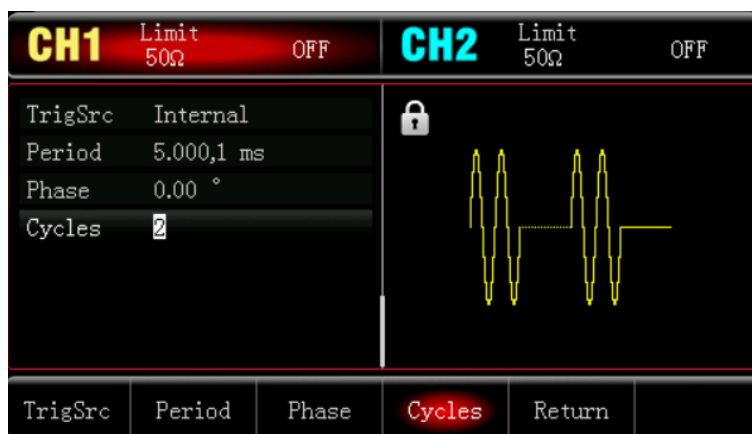 CH1 Limit 50Ω OFF CH2 Limit 50Ω OFF
TrigSrc Internal
Period 5.000,1 ms
Phase 0.00 °
Cycles 2
TrigSrc Period Phase Cycles Return